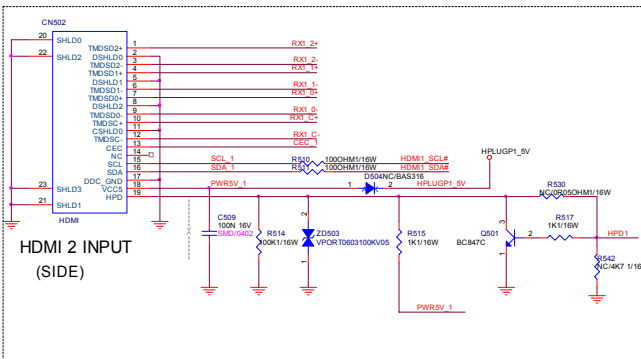 CN502
20 SHLD0
22 SHLD2
23 SHLD3
21 SHLD1
TMDSD2+ 1 RX1_2+
DSHLD0 2
TMDSD2- 3 RX1_2-
TMDSD1+ 4 RX1_1+
DSHLD1 5
TMDSD1- 6 RX1_1-
TMDSD0+ 7 RX1_0+
DSHLD2 8
TMDSD0- 9 RX1_0-
TMDSC+ 10 RX1_C+
CSHLD0 11
TMDSC- 12 RX1_C-
CEC 13 CEC_1
NC 14
SCL 15 SCL_1 R510 100OHM1/16W HDMI1_SCL#
SDA 16 SDA_1 R511 100OHM1/16W HDMI1_SDA#
DDC_GND 17
VCC5 18 PWR5V_1 1 2 HPLUGP1_5V
HPD 19
HDMI
D504NC/BAS316
HPLUGP1_5V
R530
NC/0R05OHM1/16W
C509
100N 16V
SMD/0402
R514
100K1/16W
2
ZD503
VPORT0603100KV05
1
R515
1K1/16W
PWR5V_1
3
Q501
BC847C
2
1
R517
1K1/16W
HPD1
R542
NC/4K7 1/16
HDMI 2 INPUT
(SIDE)